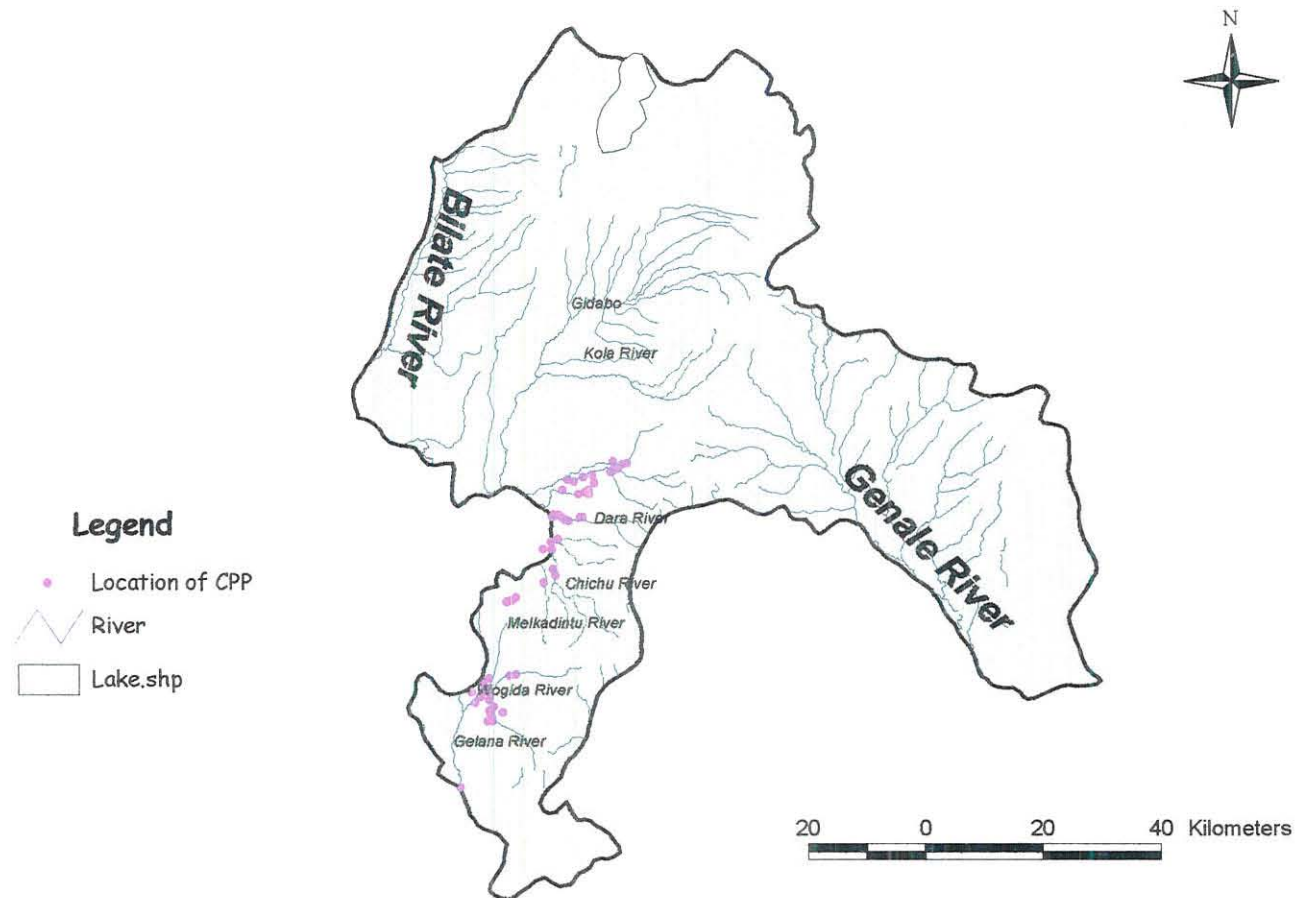 N
Bilate River
Gidabo
Kola River
Genale River
Dara River
Chichu River
Melkadintu River
Wogida River
Gelana River
Legend
Location of CPP
River
Lake.shp
20 0 20 40 Kilometers